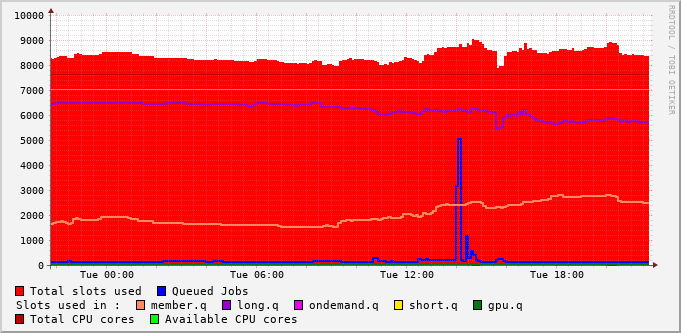 10000
9000
8000
7000
6000
5000
4000
3000
2000
1000
0
Tue 00:00 Tue 06:00 Tue 12:00 Tue 18:00
Total slots used Queued Jobs
Slots used in : member.q long.q ondemand.q short.q gpu.q
Total CPU cores Available CPU cores
RRDTOOL / TOBI OETIKER